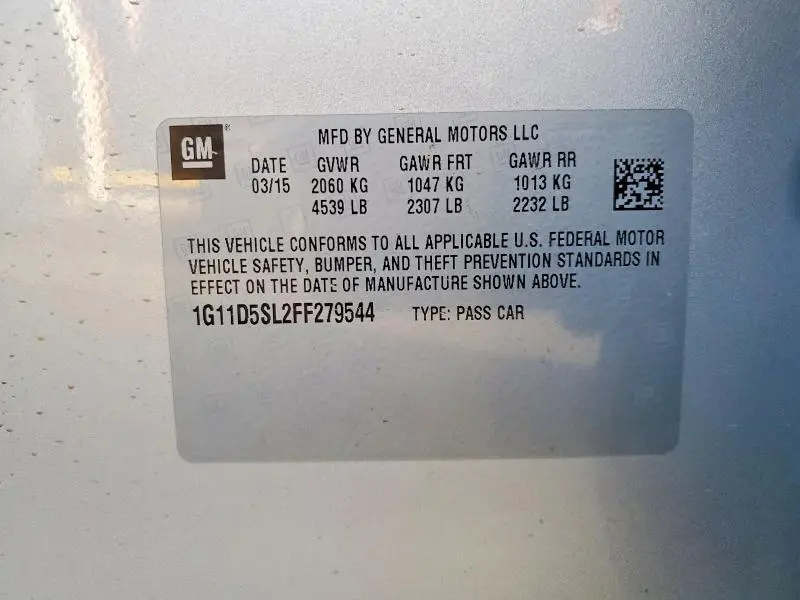 GM
MFD BY GENERAL MOTORS LLC
DATE GVWR GAWR FRT GAWR RR
03/15 2060 KG 1047 KG 1013 KG
4539 LB 2307 LB 2232 LB
THIS VEHICLE CONFORMS TO ALL APPLICABLE U.S. FEDERAL MOTOR
VEHICLE SAFETY, BUMPER, AND THEFT PREVENTION STANDARDS IN
EFFECT ON THE DATE OF MANUFACTURE SHOWN ABOVE.
1G11D5SL2FF279544 TYPE: PASS CAR